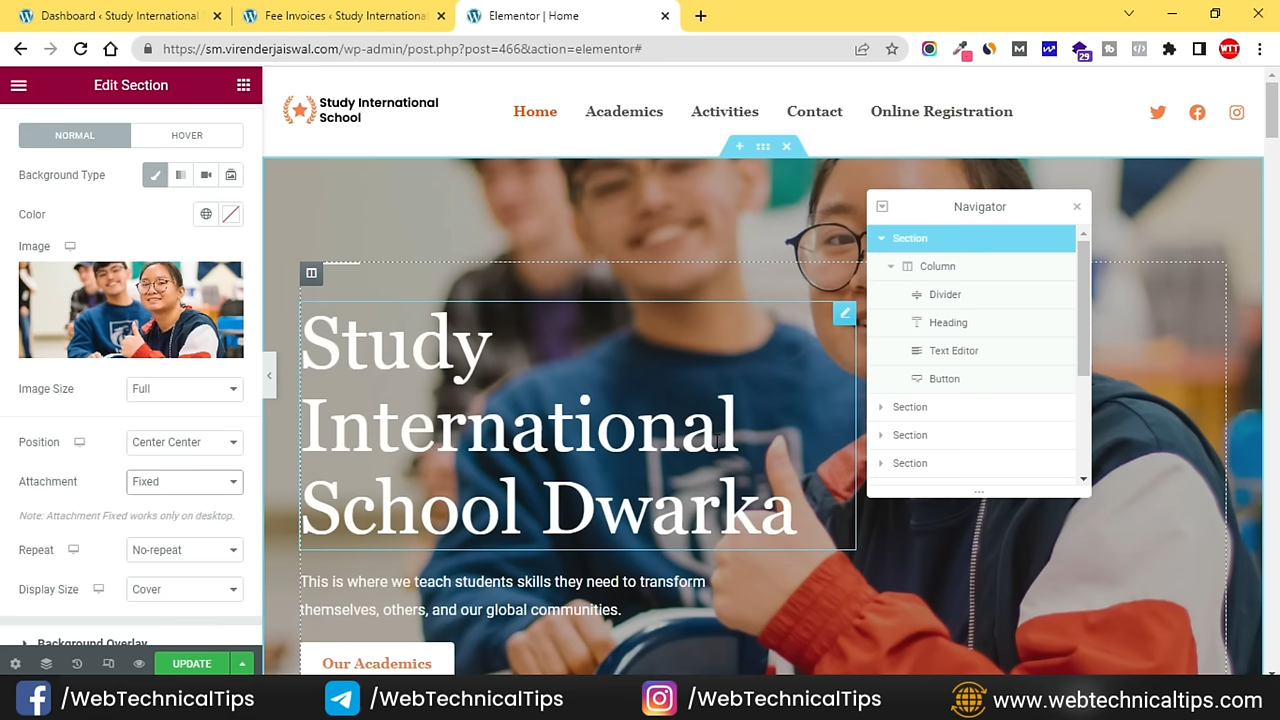 Dashboard ‹ Study International
Fee Invoices ‹ Study International
Elementor | Home
https://sm.virenderjaiswal.com/wp-admin/post.php?post=466&action=elementor#
29
WTT
Edit Section
Study International
School
Home
Academics
Activities
Contact
Online Registration
NORMAL
HOVER
Background Type
Color
Image
Image Size
Full
Position
Center Center
Attachment
Fixed
Note: Attachment Fixed works only on desktop.
Repeat
No-repeat
Display Size
Cover
Background Overlay
UPDATE
Navigator
Section
Column
Divider
Heading
Text Editor
Button
Section
Section
Section
Study
International
School Dwarka
This is where we teach students skills they need to transform
themselves, others, and our global communities.
Our Academics
/WebTechnicalTips
/WebTechnicalTips
/WebTechnicalTips
www.webtechnicaltips.com